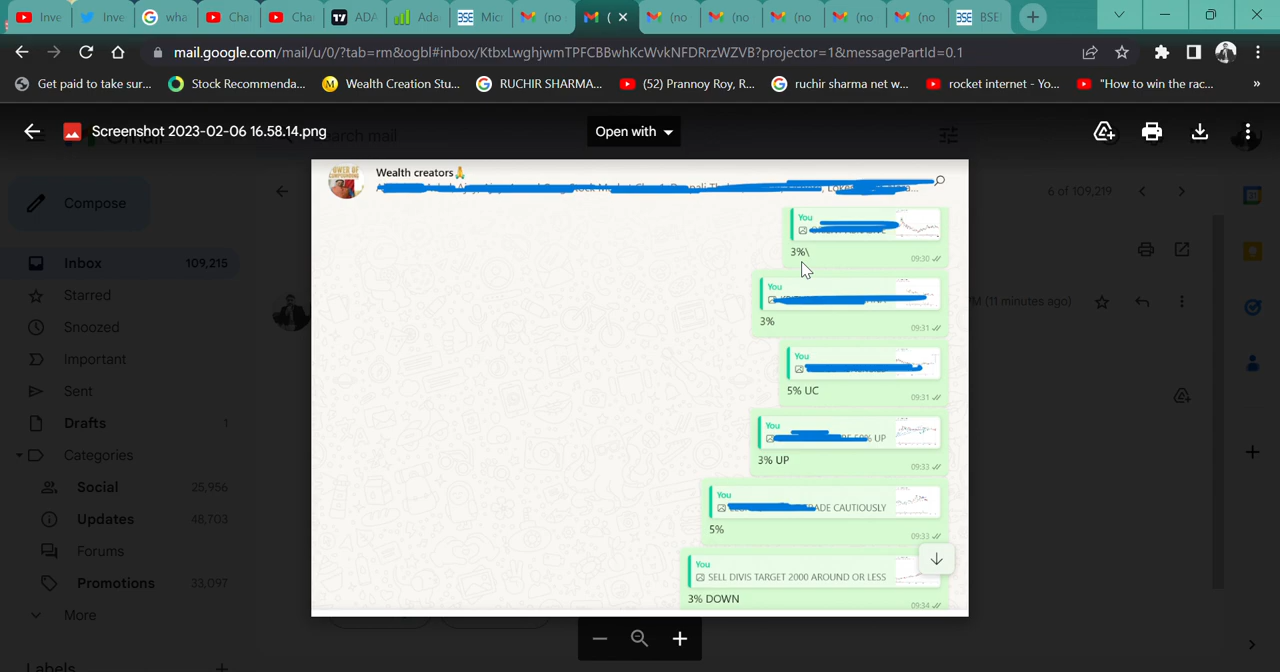 Inve
Twe
wha
Cha
Cha
ADA
Ada
Micr
(no
(
(no
(no
(no
(no
(no
BSEI
mail.google.com/mail/u/0/?tab=rm&ogbl#inbox/KtbxLwghjwmTPFCBBwhKcWvkNFDRrzWZVB?projector=1&messagePartId=0.1
Get paid to take sur...
Stock Recommenda...
Wealth Creation Stu...
RUCHIR SHARMA...
(52) Prannoy Roy, R...
ruchir sharma net w...
rocket internet - Yo...
"How to win the rac...
»
Screenshot 2023-02-06 16.58.14.png
Open with
Compose
6 of 109,219
Inbox 109,215
Starred
Snoozed
Important
Sent
Drafts 1
Categories
Social 25,956
Updates 48,703
Forums
Promotions 33,097
More
Labels
(11 minutes ago)
Wealth creators🙏
You
3%\
09:30
You
3%
09:31
You
5% UC
09:31
You
UP
3% UP
09:33
You
CAUTIOUSLY
5%
09:33
You
SELL DIVIS TARGET 2000 AROUND OR LESS
3% DOWN
09:34